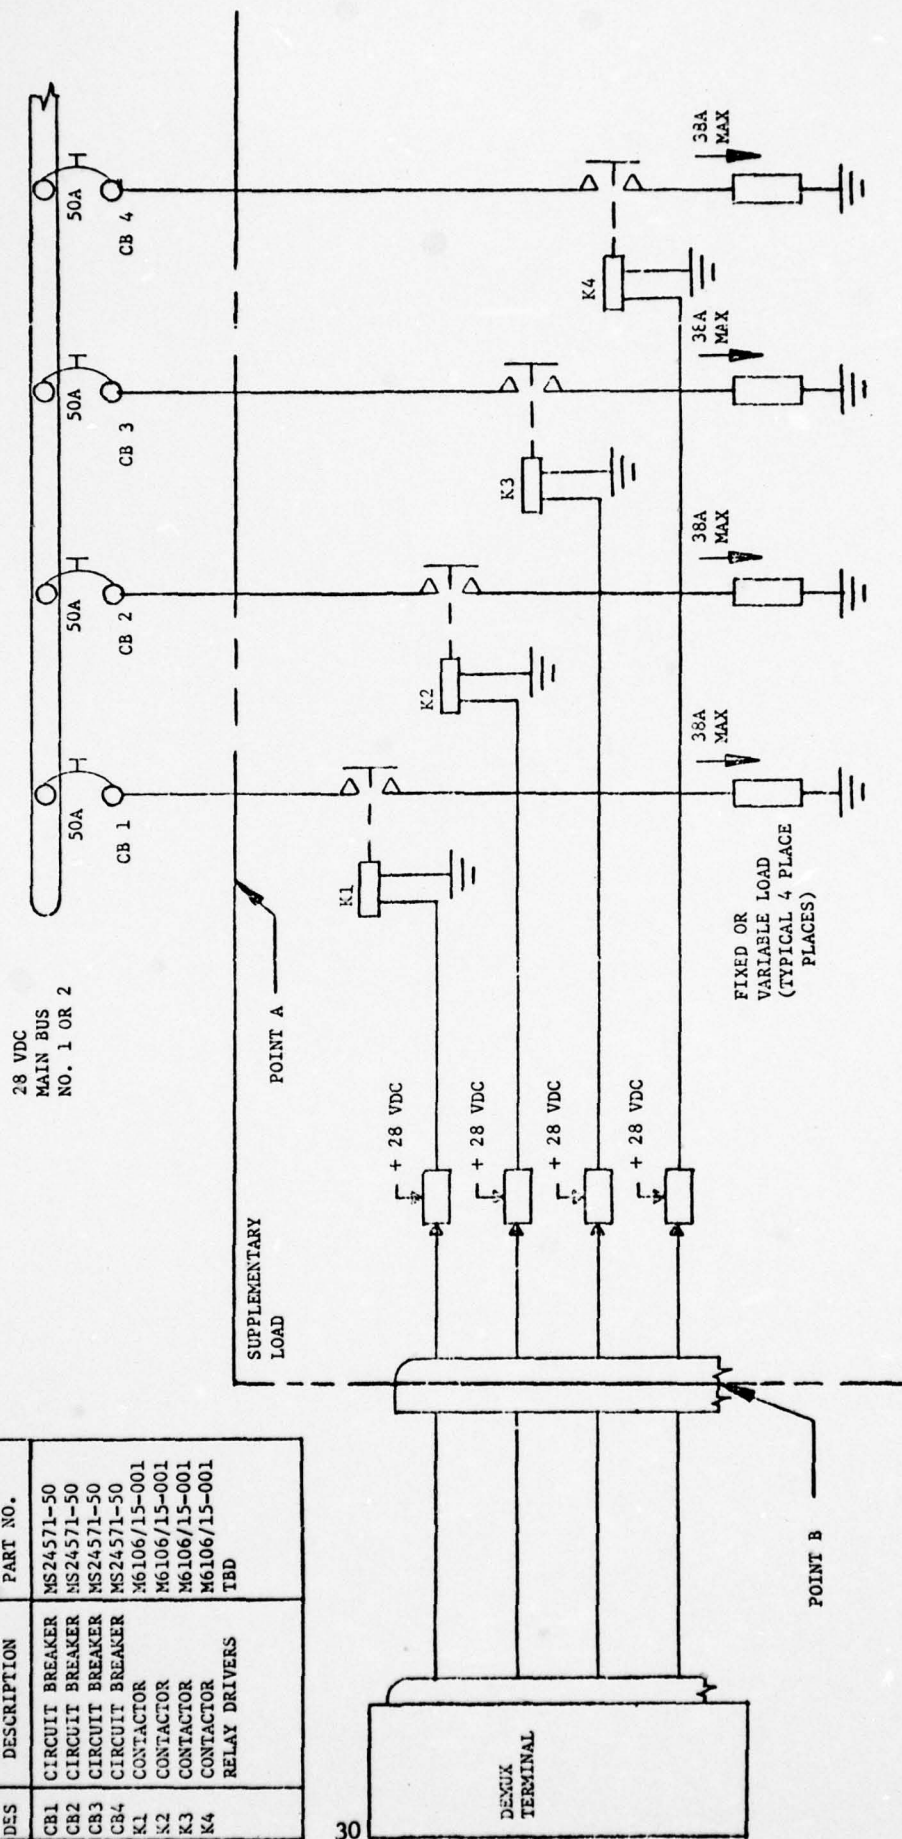 28 VDC
MAIN BUS
NO. 1 OR 2
50A
CB 1
50A
CB 2
50A
CB 3
50A
CB 4
POINT A
SUPPLEMENTARY
LOAD
K1
K2
K3
K4
+ 28 VDC
+ 28 VDC
+ 28 VDC
+ 28 VDC
38A
MAX
38A
MAX
38A
MAX
38A
MAX
FIXED OR
VARIABLE LOAD
(TYPICAL 4 PLACE
PLACES)
DES DESCRIPTION PART NO.
CB1 CIRCUIT BREAKER MS24571-50
CB2 CIRCUIT BREAKER MS24571-50
CB3 CIRCUIT BREAKER MS24571-50
CB4 CIRCUIT BREAKER MS24571-50
K1 CONTACTOR M6106/15-001
K2 CONTACTOR M6106/15-001
K3 CONTACTOR M6106/15-001
K4 CONTACTOR M6106/15-001
RELAY DRIVERS TBD
DEMUX
TERMINAL
POINT B
30